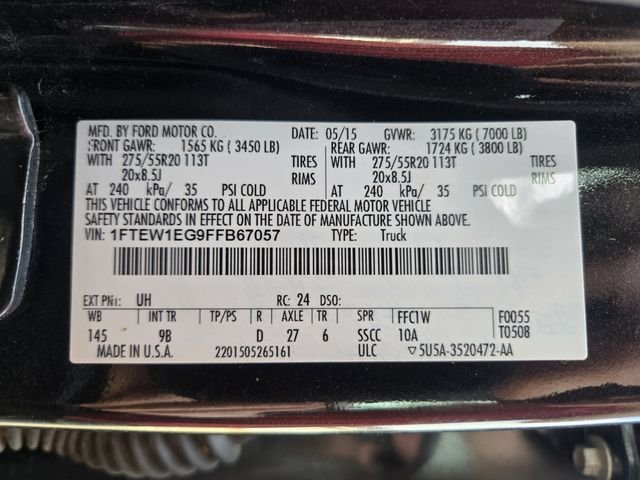 MFD. BY FORD MOTOR CO. DATE: 05/15 GVWR: 3175 KG ( 7000 LB)
FRONT GAWR: 1565 KG ( 3450 LB) REAR GAWR: 1724 KG ( 3800 LB)
WITH 275/55R20 113T TIRES WITH 275/55R20 113T TIRES
20x8.5J RIMS 20x8.5J RIMS
AT 240 kPa/ 35 PSI COLD AT 240 kPa/ 35 PSI COLD
THIS VEHICLE CONFORMS TO ALL APPLICABLE FEDERAL MOTOR VEHICLE
SAFETY STANDARDS IN EFFECT ON THE DATE OF MANUFACTURE SHOWN ABOVE.
VIN: 1FTEW1EG9FFB67057 TYPE: Truck
EXT PNT: UH RC: 24 DSO:
WB INT TR TP/PS R AXLE TR SPR FFC1W F0055
145 9B D 27 6 SSCC 10A T0508
MADE IN U.S.A. 2201505265161 ULC ▽5U5A-3520472-AA